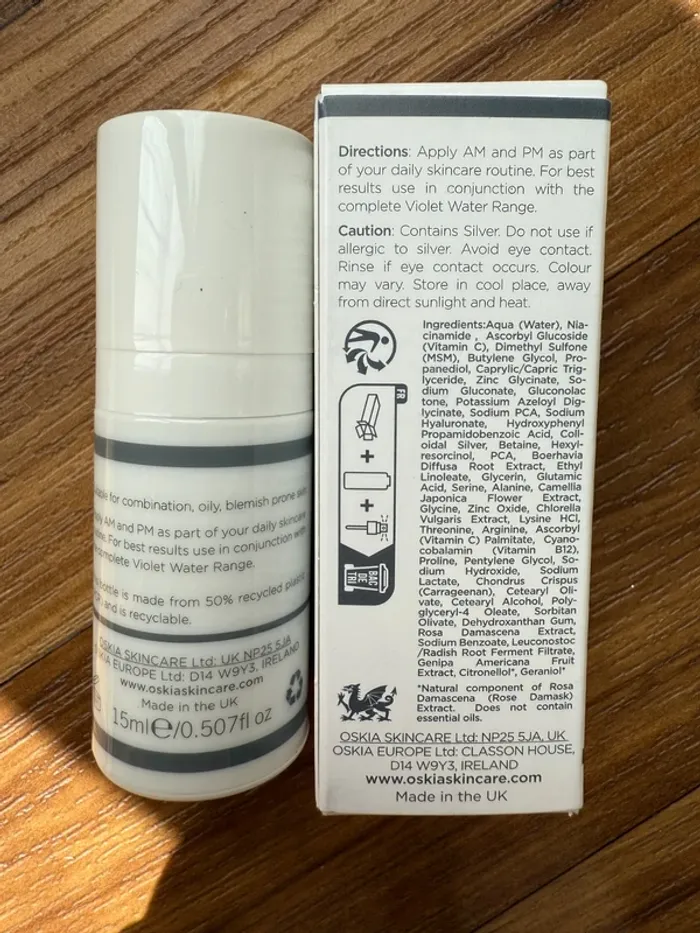 for combination, oily, blemish prone skin
AM and PM as part of your daily skincare
For best results use in conjunction with
complete Violet Water Range.
bottle is made from 50% recycled plastic
and is recyclable.
OSKIA SKINCARE Ltd: UK NP25 5JA
EUROPE Ltd: D14 W9Y3, IRELAND
www.oskiaskincare.com
Made in the UK
15ml℮/0.507fl oz
Directions: Apply AM and PM as part
of your daily skincare routine. For best
results use in conjunction with the
complete Violet Water Range.
Caution: Contains Silver. Do not use if
allergic to silver. Avoid eye contact.
Rinse if eye contact occurs. Colour
may vary. Store in cool place, away
from direct sunlight and heat.
Ingredients:Aqua (Water), Nia-
cinamide , Ascorbyl Glucoside
(Vitamin C), Dimethyl Sulfone
(MSM), Butylene Glycol, Pro-
panediol, Caprylic/Capric Trig-
lyceride, Zinc Glycinate, So-
dium Gluconate, Gluconolac
tone, Potassium Azeloyl Dig-
lycinate, Sodium PCA, Sodium
Hyaluronate, Hydroxyphenyl
Propamidobenzoic Acid, Coll-
oidal Silver, Betaine, Hexyl-
resorcinol, PCA, Boerhavia
Diffusa Root Extract, Ethyl
Linoleate, Glycerin, Glutamic
Acid, Serine, Alanine, Camellia
Japonica Flower Extract,
Glycine, Zinc Oxide, Chlorella
Vulgaris Extract, Lysine HCl,
Threonine, Arginine, Ascorbyl
(Vitamin C) Palmitate, Cyano-
cobalamin (Vitamin B12),
Proline, Pentylene Glycol, So-
dium Hydroxide, Sodium
Lactate, Chondrus Crispus
(Carrageenan), Cetearyl Oli-
vate, Cetearyl Alcohol, Poly-
glyceryl-4 Oleate, Sorbitan
Olivate, Dehydroxanthan Gum,
Rosa Damascena Extract,
Sodium Benzoate, Leuconostoc
/Radish Root Ferment Filtrate,
Genipa Americana Fruit
Extract, Citronellol*, Geraniol*
*Natural component of Rosa
Damascena (Rose Damask)
Extract. Does not contain
essential oils.
FR
BAC
DE
TRI
OSKIA SKINCARE Ltd: NP25 5JA, UK
OSKIA EUROPE Ltd: CLASSON HOUSE,
D14 W9Y3, IRELAND
www.oskiaskincare.com
Made in the UK